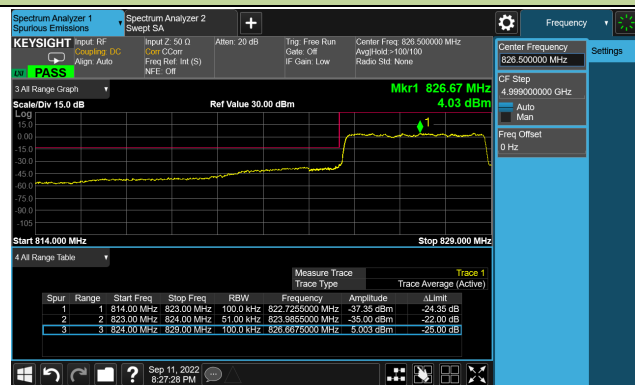 Spectrum Analyzer 1
Spurious Emissions
Spectrum Analyzer 2
Swept SA
Frequency
KEYSIGHT
Input: RF
Coupling: DC
Align: Auto
Input Z: 50 Ω
Corr CCorr
Freq Ref: Int (S)
NFE: Off
Atten: 20 dB
Trig: Free Run
Gate: Off
IF Gain: Low
Center Freq: 826.500000 MHz
Avg|Hold:>100/100
Radio Std: None
LXI PASS
Center Frequency
826.500000 MHz
Settings
CF Step
4.999000000 GHz
Auto
Man
Freq Offset
0 Hz
3 All Range Graph
Mkr1 826.67 MHz
Scale/Div 15.0 dB
Ref Value 30.00 dBm
4.03 dBm
Log
15.0
0.00
-15.0
-30.0
-45.0
-60.0
-75.0
-90.0
-105
1
Start 814.000 MHz
Stop 829.000 MHz
4 All Range Table
Measure Trace Trace 1
Trace Type Trace Average (Active)
Spur Range Start Freq Stop Freq RBW Frequency Amplitude ΔLimit
1 1 814.00 MHz 823.00 MHz 100.0 kHz 822.7255000 MHz -37.35 dBm -24.35 dB
2 2 823.00 MHz 824.00 MHz 51.00 kHz 823.9855000 MHz -35.00 dBm -22.00 dB
3 3 824.00 MHz 829.00 MHz 100.0 kHz 826.6675000 MHz 5.003 dBm -25.00 dB
Sep 11, 2022
8:27:28 PM